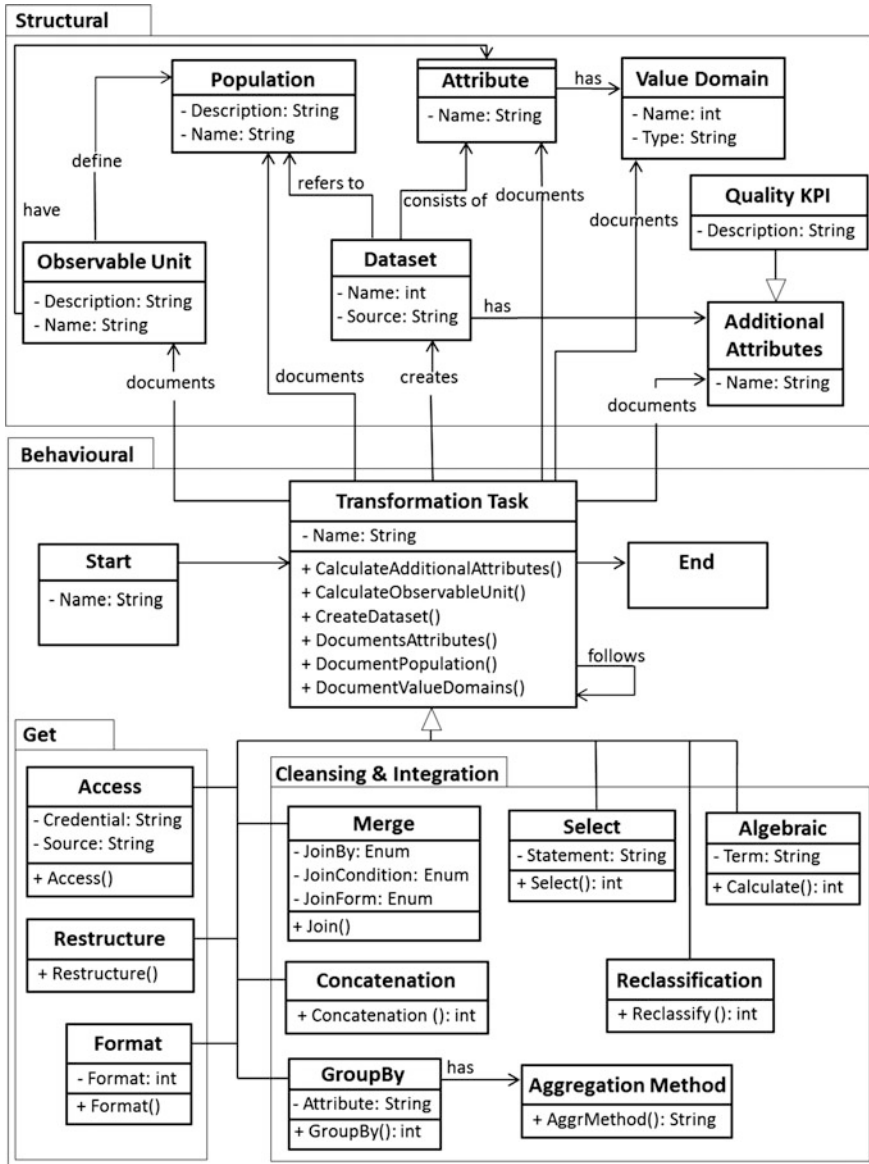 Structural
Population
- Description: String
- Name: String
Attribute
- Name: String
has
Value Domain
- Name: int
- Type: String
define
refers to
consists of
documents
documents
have
Quality KPI
- Description: String
Observable Unit
- Description: String
- Name: String
Dataset
- Name: int
- Source: String
has
Additional
Attributes
- Name: String
documents
documents
creates
documents
Behavioural
Transformation Task
- Name: String
+ CalculateAdditionalAttributes()
+ CalculateObservableUnit()
+ CreateDataset()
+ DocumentsAttributes()
+ DocumentPopulation()
+ DocumentValueDomains()
Start
- Name: String
End
follows
Get
Access
- Credential: String
- Source: String
+ Access()
Restructure
+ Restructure()
Format
- Format: int
+ Format()
Cleansing & Integration
Merge
- JoinBy: Enum
- JoinCondition: Enum
- JoinForm: Enum
+ Join()
Select
- Statement: String
+ Select(): int
Algebraic
- Term: String
+ Calculate(): int
Concatenation
+ Concatenation (): int
Reclassification
+ Reclassify (): int
GroupBy
- Attribute: String
+ GroupBy(): int
has
Aggregation Method
+ AggrMethod(): String